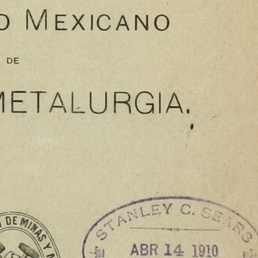 O MEXICANO
DE
METALURGIA.
DE MINAS Y
STANLEY C. SEARS
ABR 14 1910